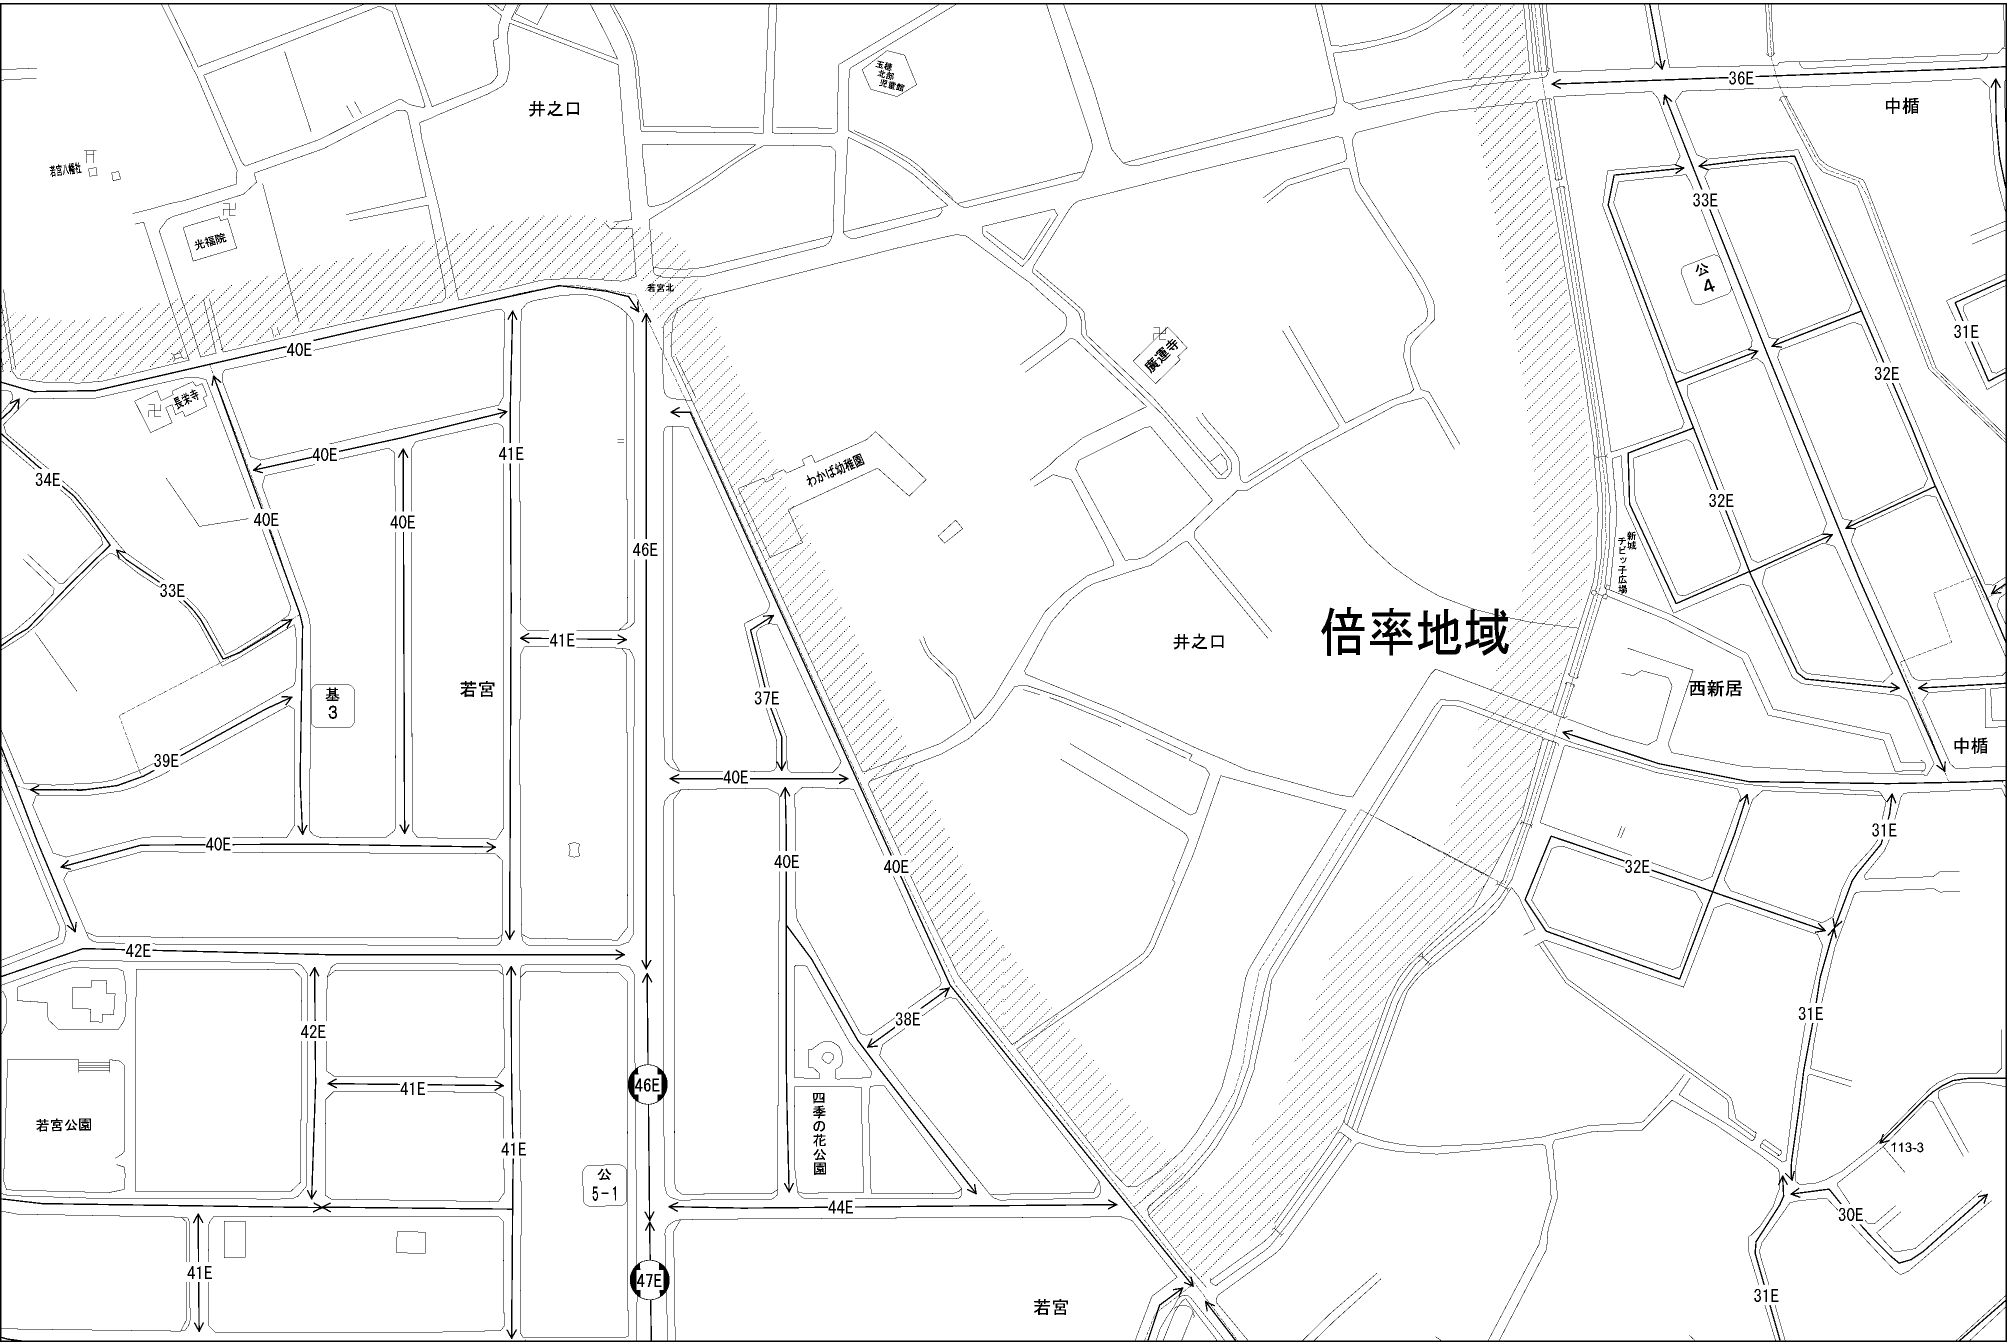 玉穂
北部
児童館
36E
井之口
中楯
若宮八幡社
33E
光福院
公
4
若宮北
31E
40E
廣運寺
32E
長栄寺
40E
41E
34E
わかば幼稚園
40E
40E
46E
32E
新城
チビッ子広場
33E
41E
井之口
倍率地域
若宮
基
3
37E
西新居
中楯
39E
40E
31E
40E
40E
40E
32E
42E
42E
38E
31E
41E
46E
四季の花公園
若宮公園
41E
113-3
公
5-1
44E
30E
41E
47E
若宮
31E